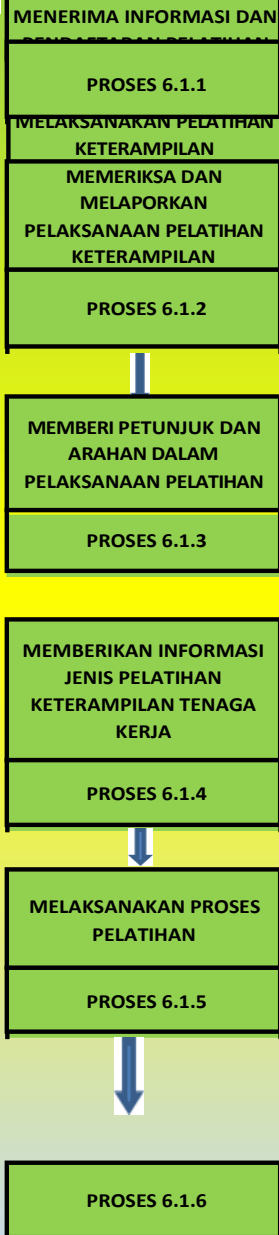 MENERIMA INFORMASI DAN
PENDAFTARAN PELATIHAN
PROSES 6.1.1
MELAKSANAKAN PELATIHAN
KETERAMPILAN
MEMERIKSA DAN
MELAPORKAN
PELAKSANAAN PELATIHAN
KETERAMPILAN
PROSES 6.1.2
MEMBERI PETUNJUK DAN
ARAHAN DALAM
PELAKSANAAN PELATIHAN
PROSES 6.1.3
MEMBERIKAN INFORMASI
JENIS PELATIHAN
KETERAMPILAN TENAGA
KERJA
PROSES 6.1.4
MELAKSANAKAN PROSES
PELATIHAN
PROSES 6.1.5
PROSES 6.1.6